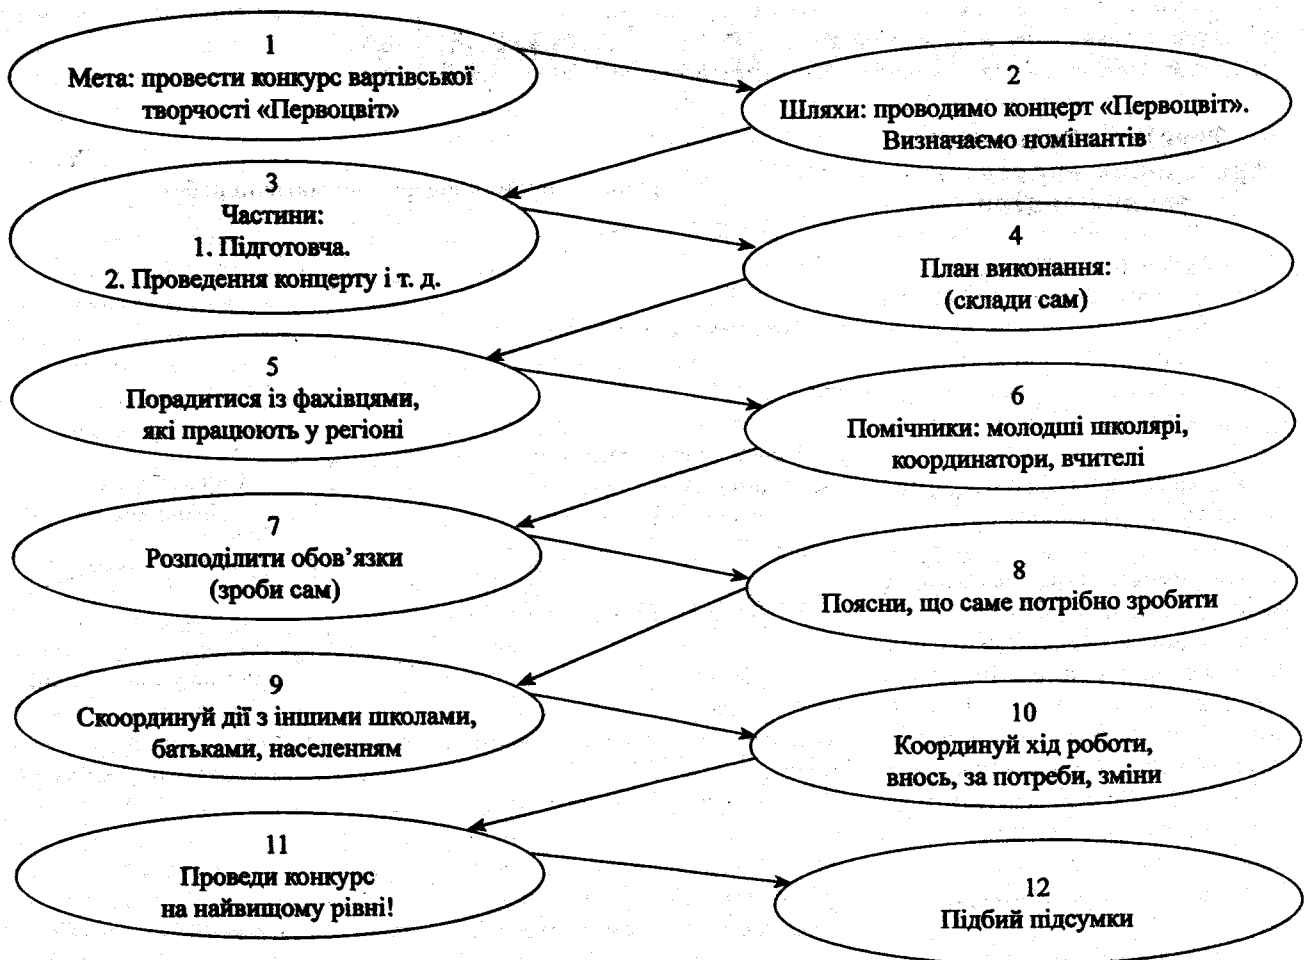 1
Мета: провести конкурс вартівської
творчості «Первоцвіт»
2
Шляхи: проводимо концерт «Первоцвіт».
Визначаємо номінантів
3
Частини:
1. Підготовча.
2. Проведення концерту і т. д.
4
План виконання:
(склади сам)
5
Порадитися із фахівцями,
які працюють у регіоні
6
Помічники: молодші школярі,
координатори, вчителі
7
Розподілити обов’язки
(зроби сам)
8
Поясни, що саме потрібно зробити
9
Скоординуй дії з іншими школами,
батьками, населенням
10
Координуй хід роботи,
внось, за потреби, зміни
11
Проведи конкурс
на найвищому рівні!
12
Підбий підсумки